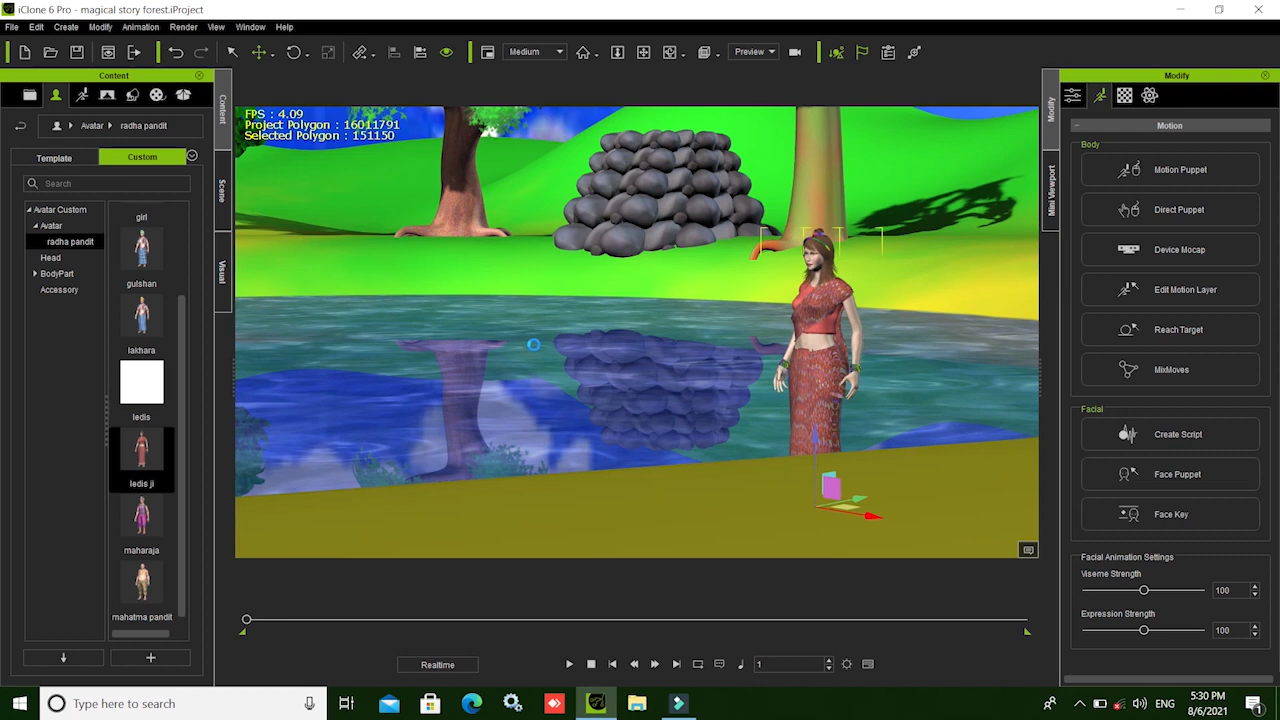 iClone 6 Pro - magical story forest.iProject
File Edit Create Modify Animation Render View Window Help
Medium
Preview
Content
Avatar radha pandit
Template
Custom
Search
Avatar Custom
Avatar
radha pandit
Head
BodyPart
Accessory
girl
gulshan
lakhara
ledis
ledis ji
maharaja
mahatma pandit
Content
Scene
Visual
FPS : 4.09
Project Polygon : 16011791
Selected Polygon : 151150
Modify
Mini Viewport
Modify
Motion
Body
Motion Puppet
Direct Puppet
Device Mocap
Edit Motion Layer
Reach Target
MixMoves
Facial
Create Script
Face Puppet
Face Key
Facial Animation Settings
Viseme Strength
100
Expression Strength
100
Realtime
1
Type here to search
ENG
5:30 PM
8/6/2021
1